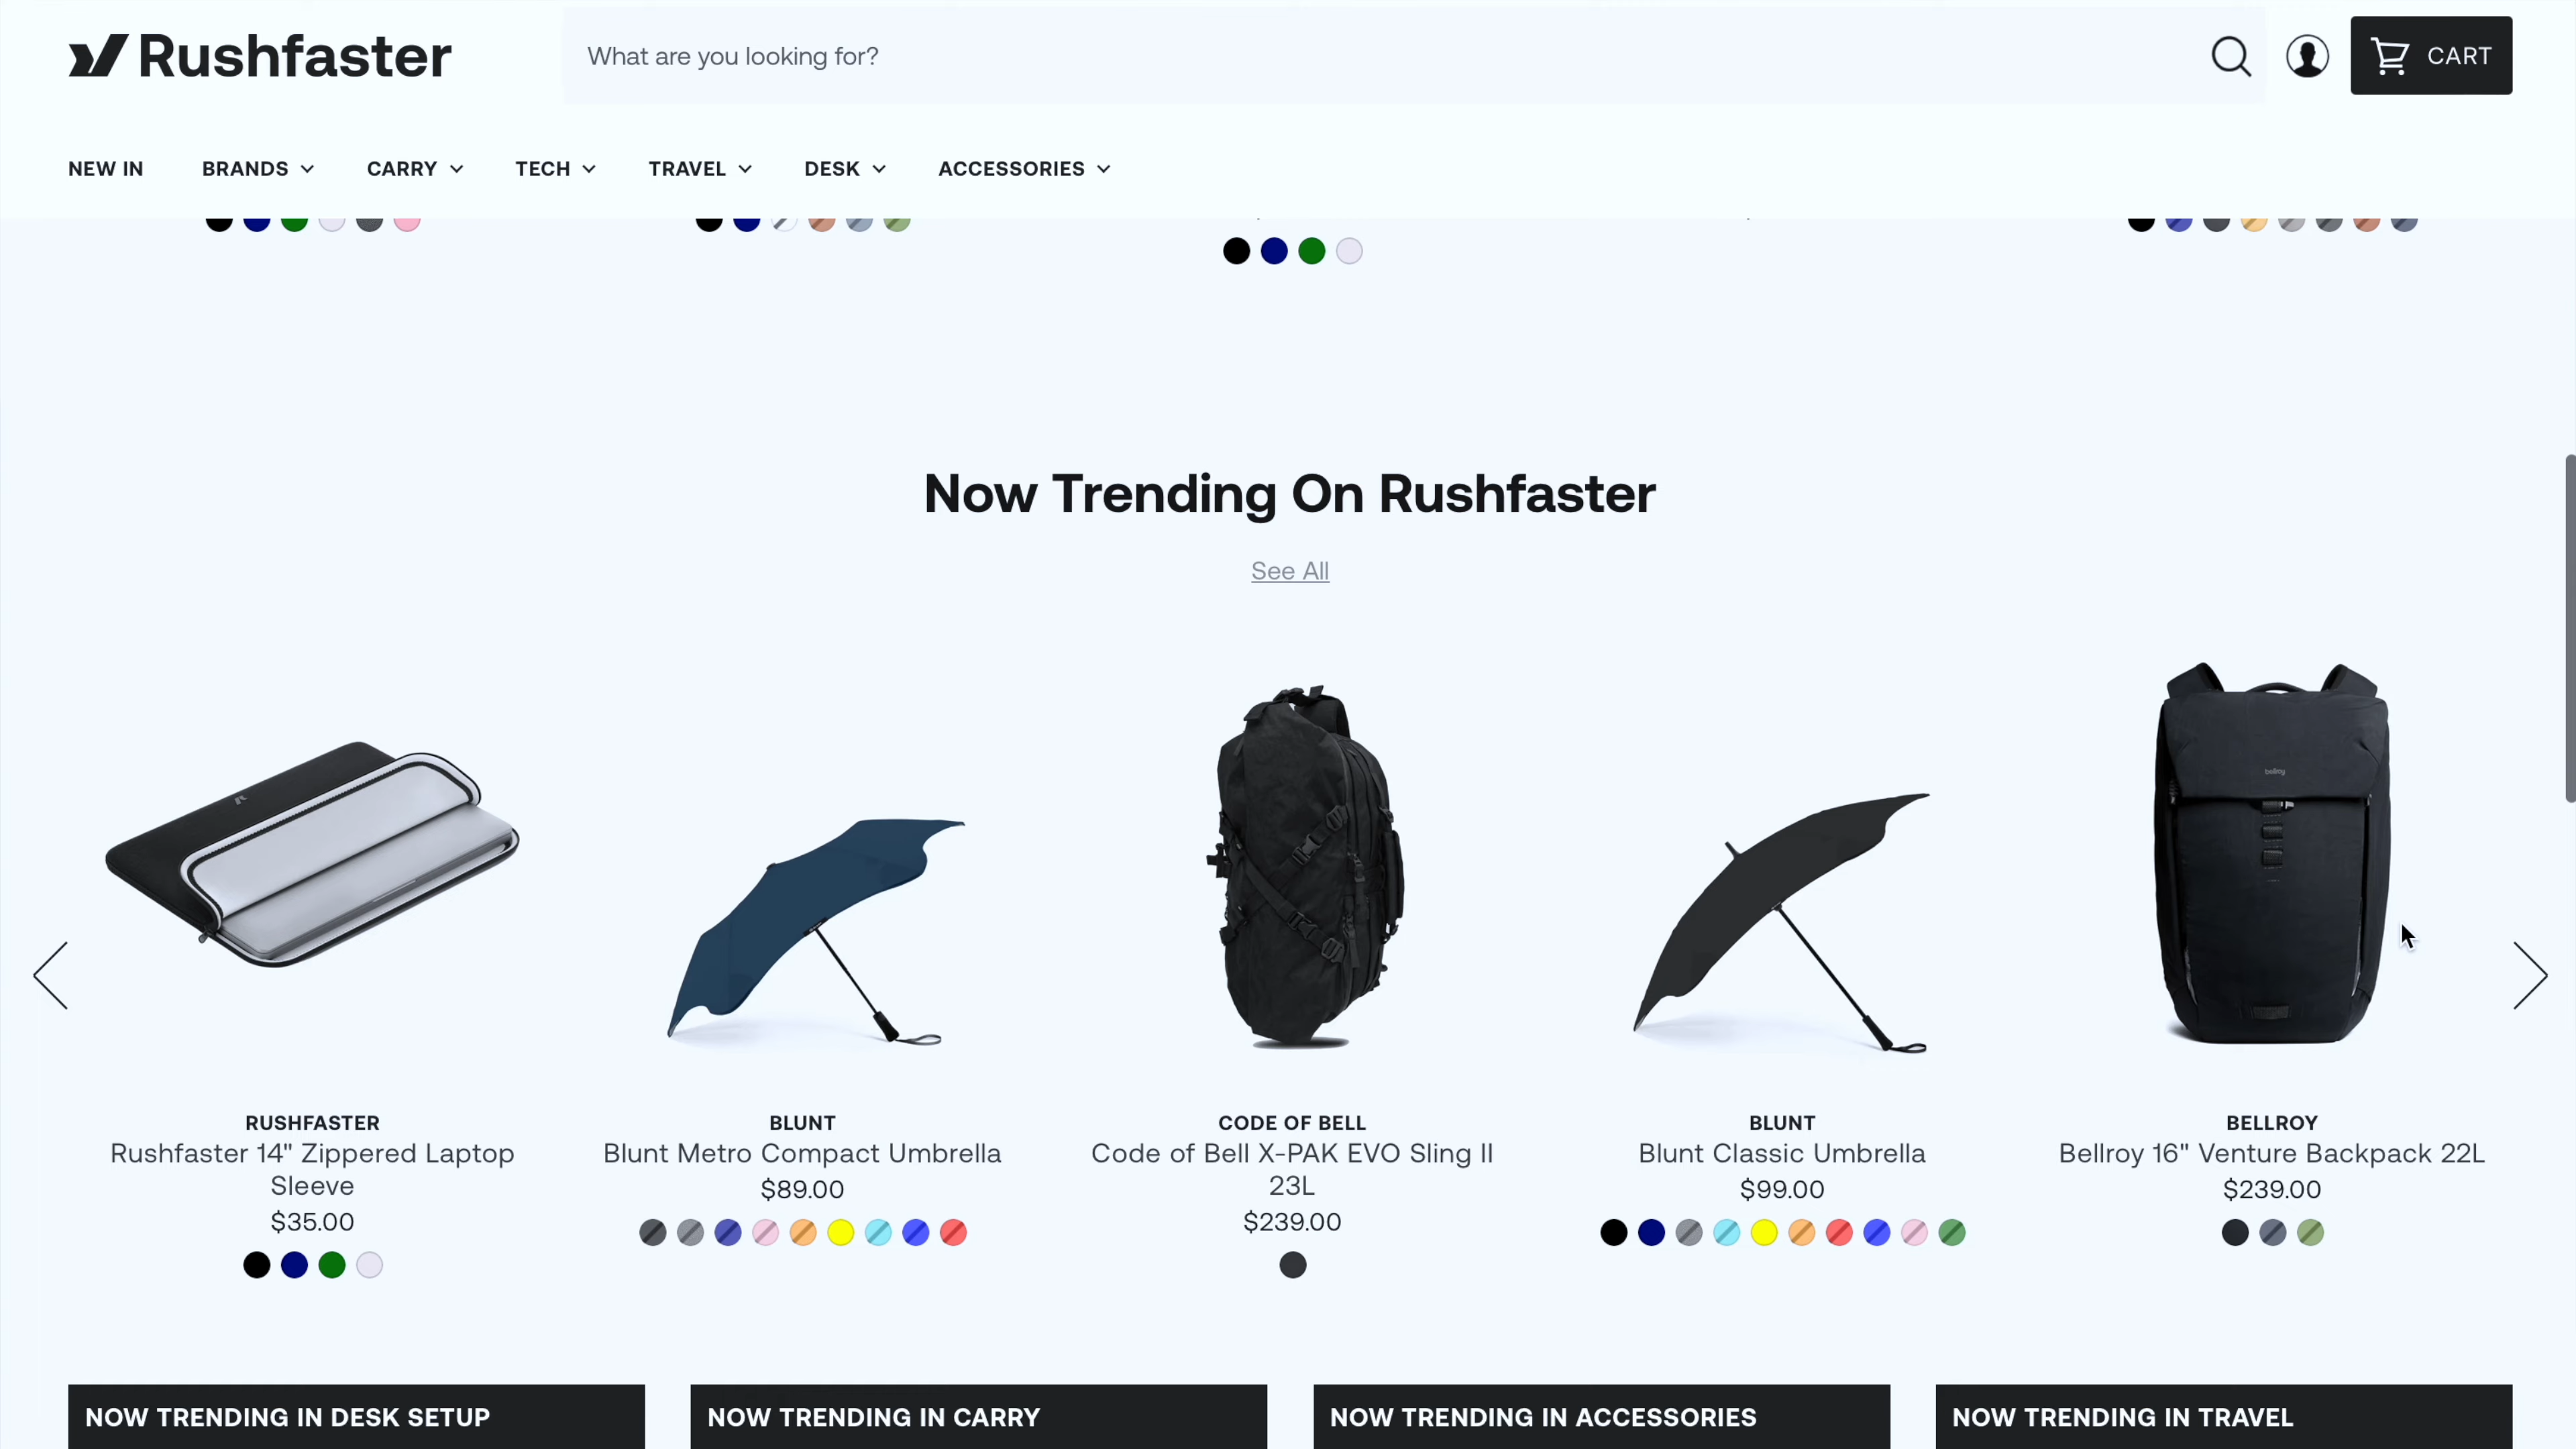 Rushfaster
What are you looking for?
CART
NEW IN
BRANDS
CARRY
TECH
TRAVEL
DESK
ACCESSORIES
Now Trending On Rushfaster
See All
bellroy
RUSHFASTER
Rushfaster 14" Zippered Laptop
Sleeve
$35.00
BLUNT
Blunt Metro Compact Umbrella
$89.00
CODE OF BELL
Code of Bell X-PAK EVO Sling II
23L
$239.00
BLUNT
Blunt Classic Umbrella
$99.00
BELLROY
Bellroy 16" Venture Backpack 22L
$239.00
NOW TRENDING IN DESK SETUP
NOW TRENDING IN CARRY
NOW TRENDING IN ACCESSORIES
NOW TRENDING IN TRAVEL